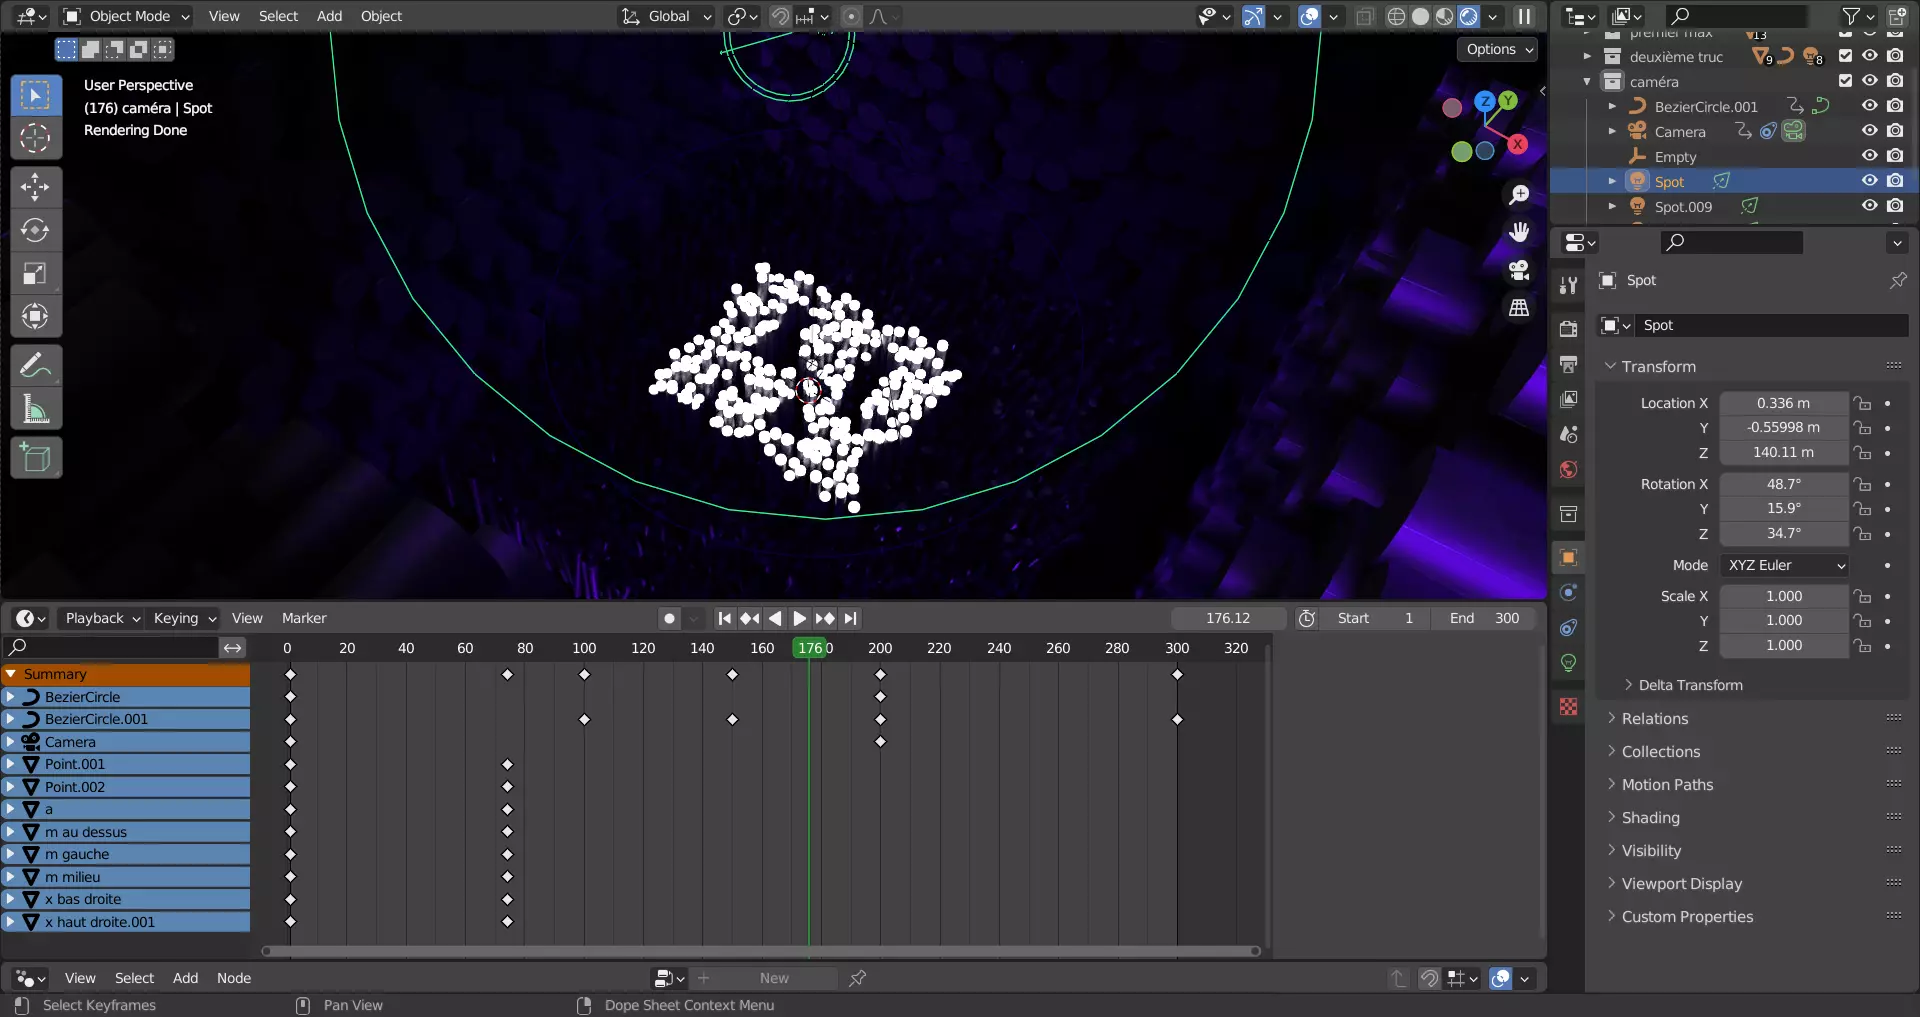 Object Mode View Select Add Object Global
Options
User Perspective
(176) caméra | Spot
Rendering Done
Z
Y
X
premier max 13
deuxième truc 9 8
caméra
BezierCircle.001
Camera
Empty
Spot
Spot.009
Spot
Spot
Transform
Location X 0.336 m
Y -0.55998 m
Z 140.11 m
Rotation X 48.7°
Y 15.9°
Z 34.7°
Mode XYZ Euler
Scale X 1.000
Y 1.000
Z 1.000
Delta Transform
Relations
Collections
Motion Paths
Shading
Visibility
Viewport Display
Custom Properties
Playback Keying View Marker 176.12 Start 1 End 300
0 20 40 60 80 100 120 140 160 176 0 200 220 240 260 280 300 320
Summary
BezierCircle
BezierCircle.001
Camera
Point.001
Point.002
a
m au dessus
m gauche
m milieu
x bas droite
x haut droite.001
View Select Add Node New
Select Keyframes Pan View Dope Sheet Context Menu